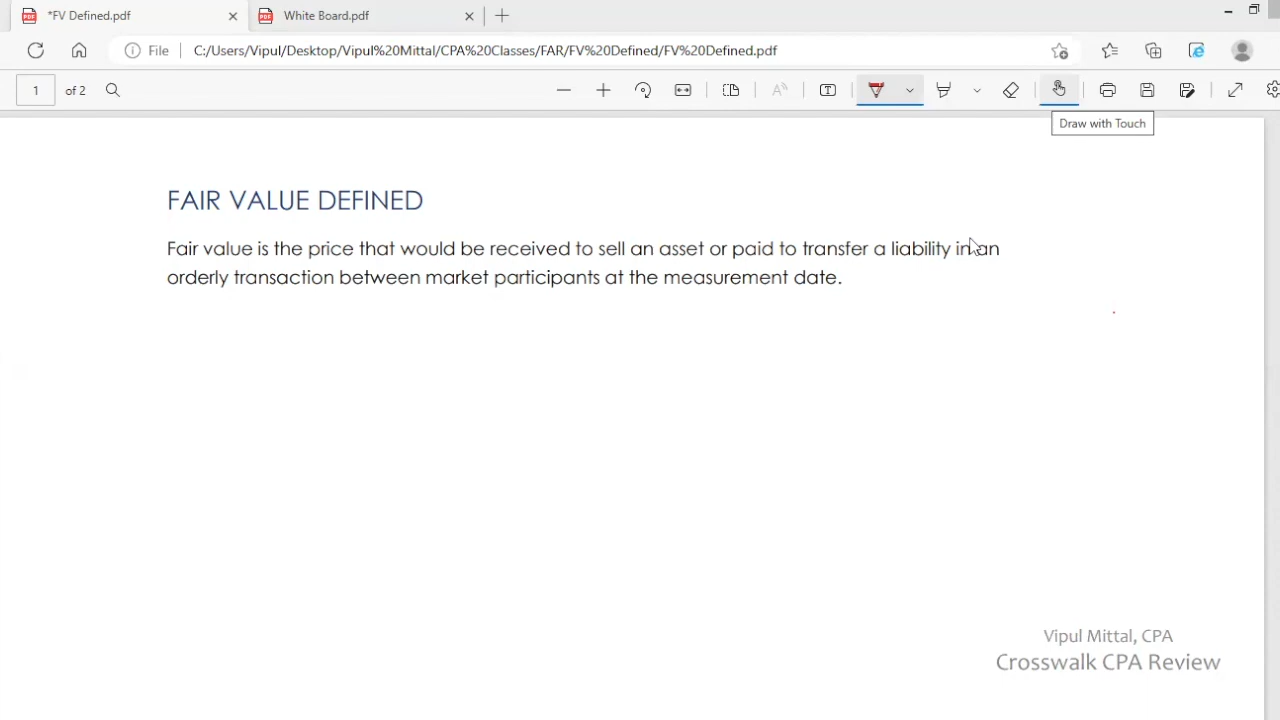 *FV Defined.pdf
White Board.pdf
File
C:/Users/Vipul/Desktop/Vipul%20Mittal/CPA%20Classes/FAR/FV%20Defined/FV%20Defined.pdf
1
of 2
Draw with Touch
FAIR VALUE DEFINED
Fair value is the price that would be received to sell an asset or paid to transfer a liability in an
orderly transaction between market participants at the measurement date.
Vipul Mittal, CPA
Crosswalk CPA Review